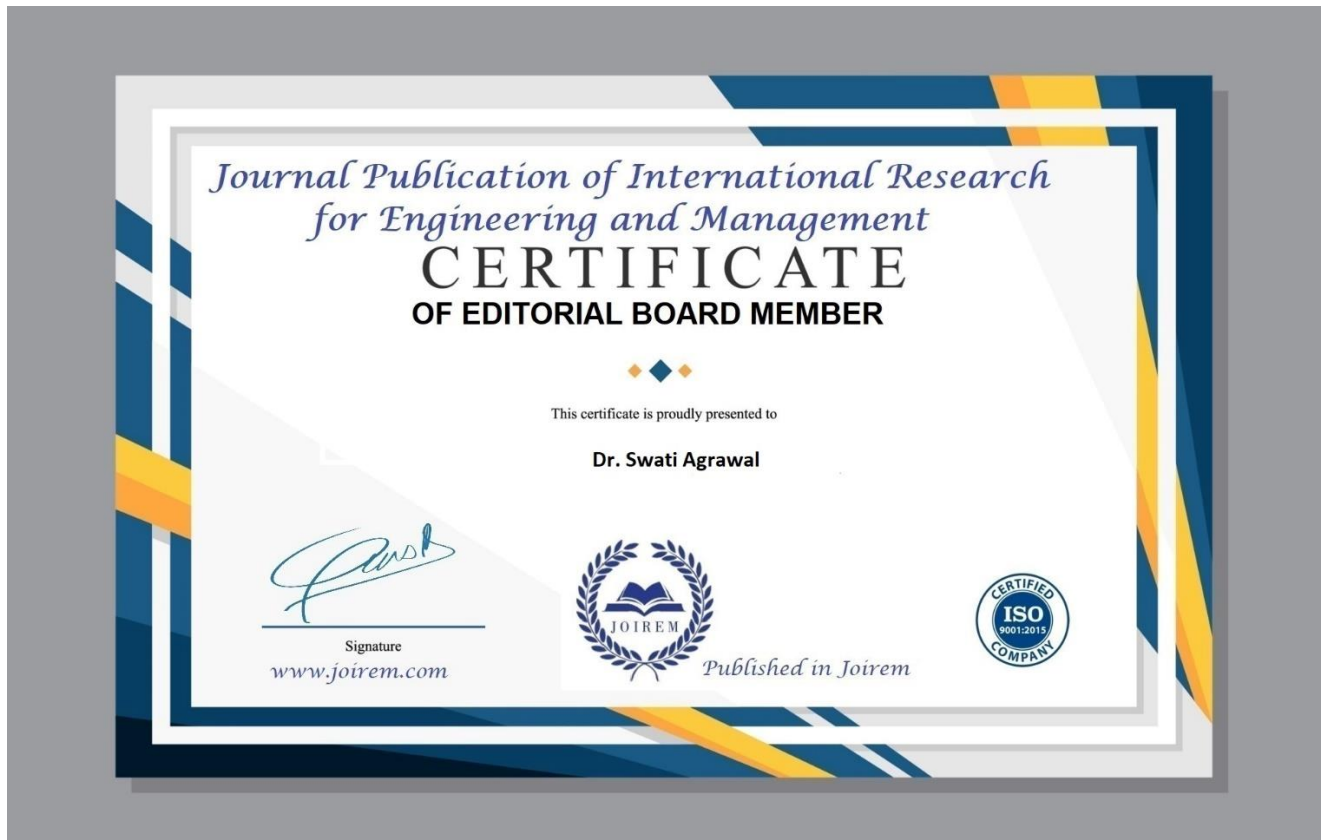 Journal Publication of International Research
for Engineering and Management
CERTIFICATE
OF EDITORIAL BOARD MEMBER
This certificate is proudly presented to
Dr. Swati Agrawal
Signature
www.joirem.com
JOIREM
Published in Joirem
CERTIFIED
ISO
9001:2015
COMPANY